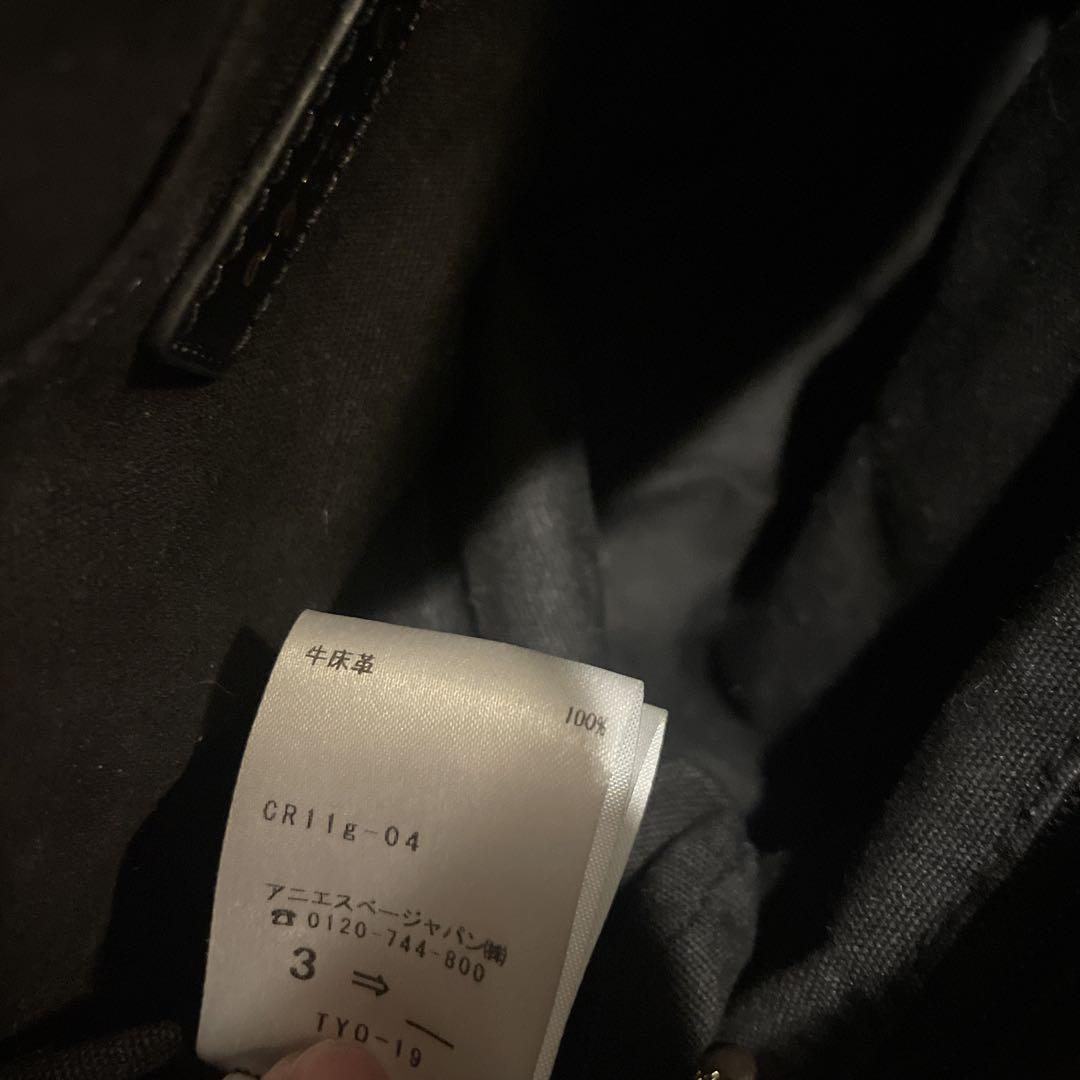 牛床革
100%
CR11g-04
アニエスベージャパン㈱
☎ 0120-744-800
3 ⇒
TYO-19